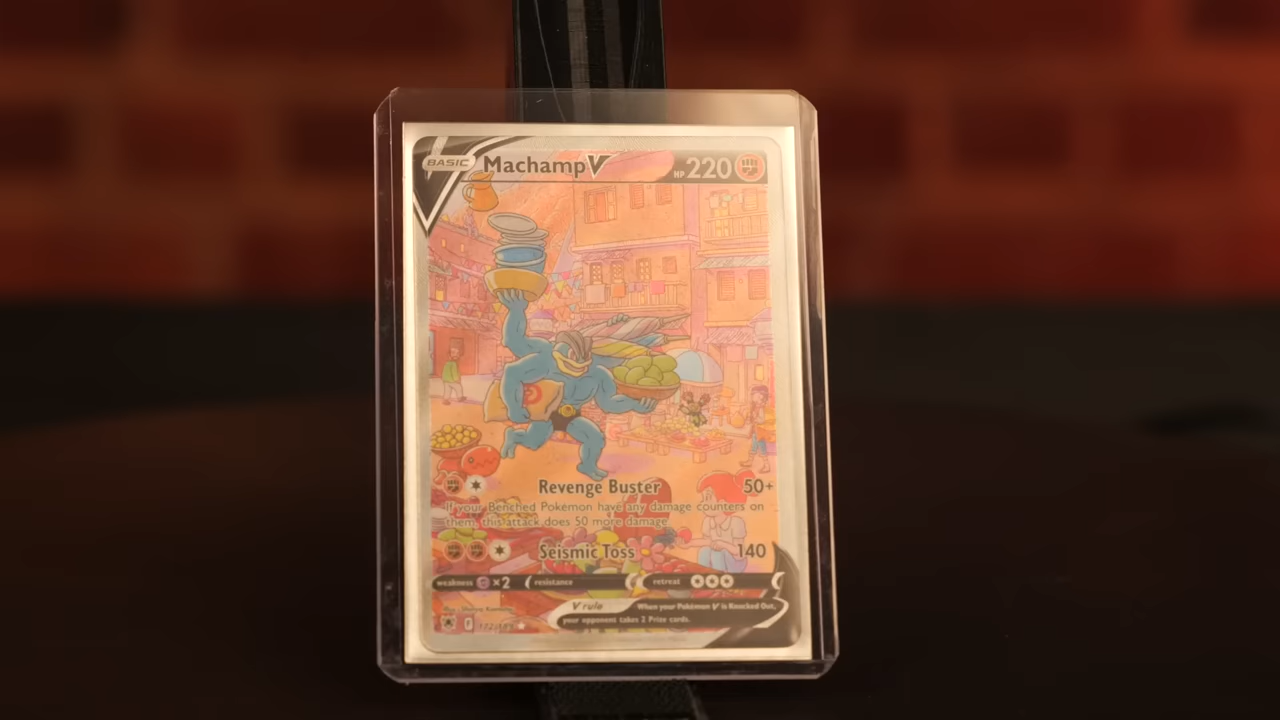 BASIC Machamp V HP 220
Revenge Buster 50+
If your Benched Pokémon have any damage counters on
them, this attack does 50 more damage.
Seismic Toss 140
weakness ×2 resistance retreat
V rule When your Pokémon V is Knocked Out,
your opponent takes 2 Prize cards.
F 172/189